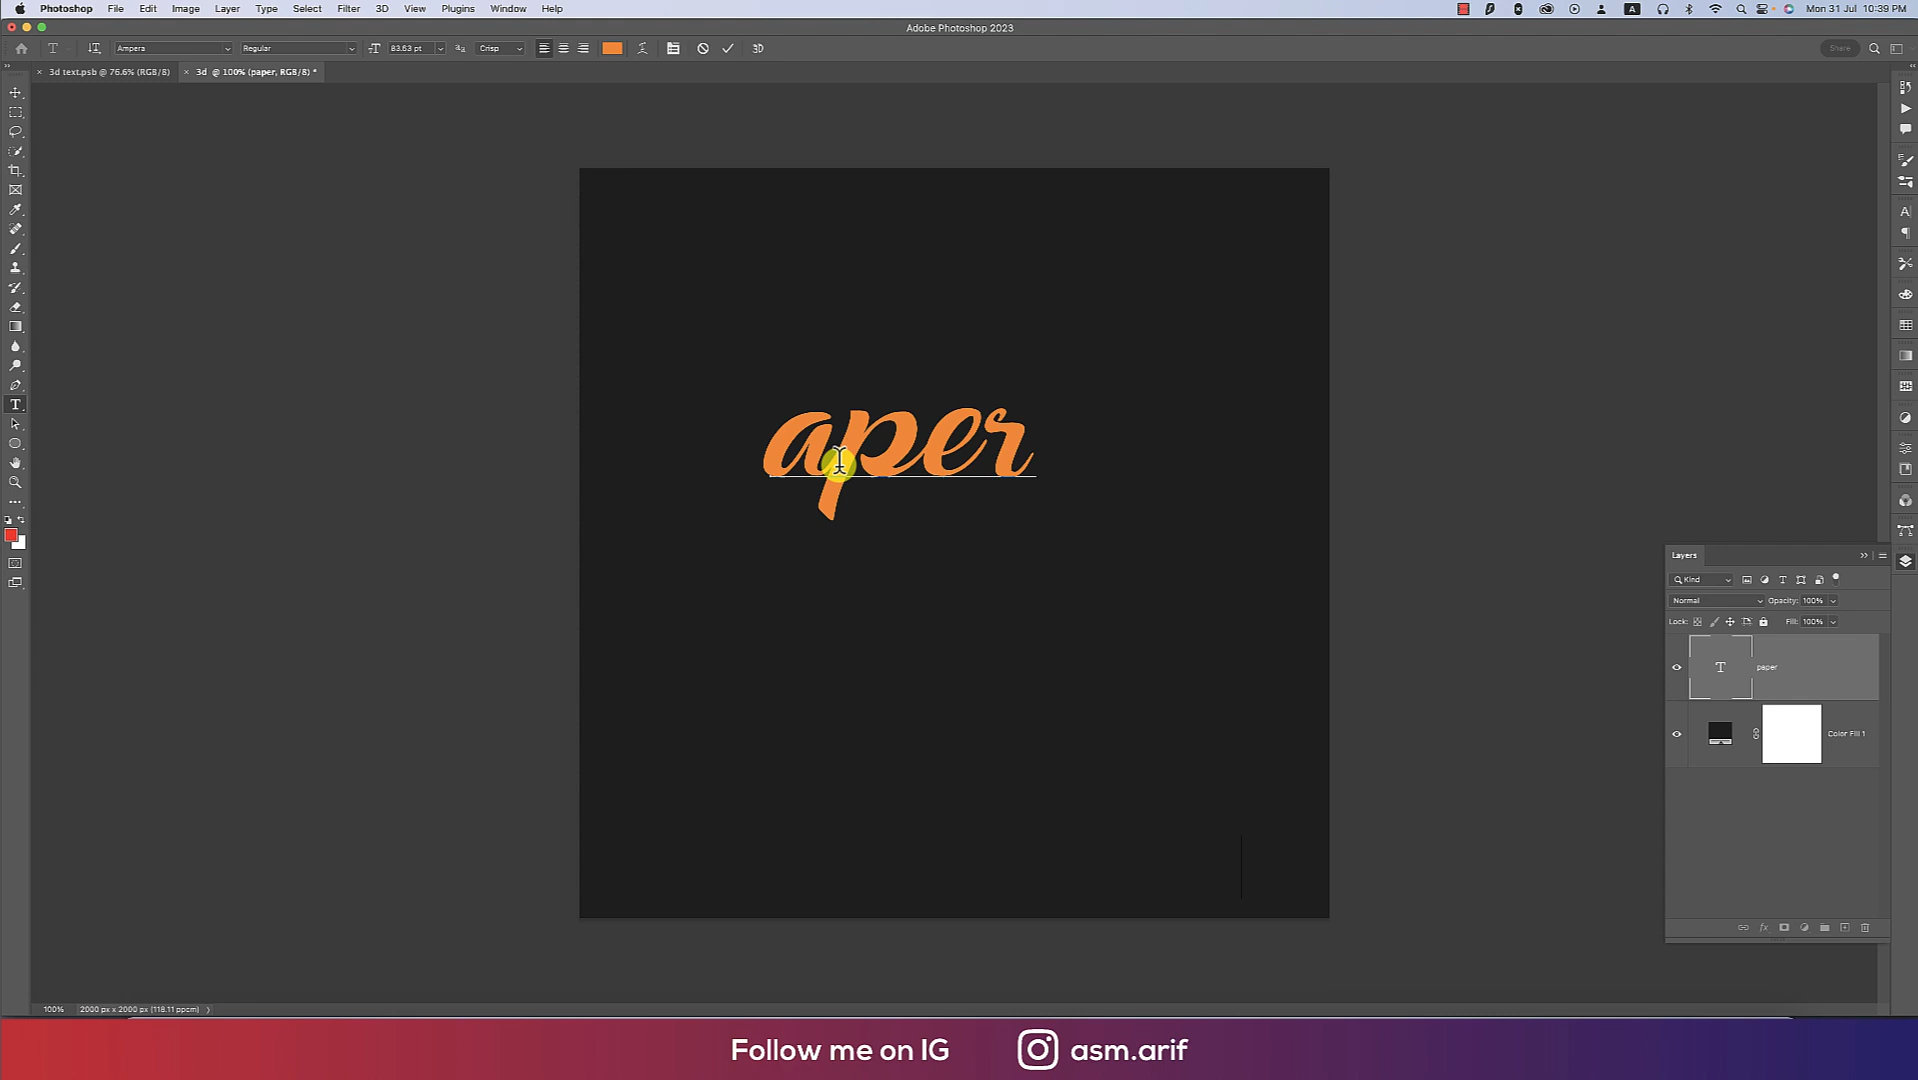 Photoshop File Edit Image Layer Type Select Filter 3D View Plugins Window Help
Mon 31 Jul 10:39 PM
Adobe Photoshop 2023
Ampera Regular 83.63 pt Crisp 3D Share
3d text.psb @ 76.6% (RGB/8) 3d @ 100% (paper, RGB/8) *
aper
Layers
Kind
Normal Opacity: 100%
Lock: Fill: 100%
T paper
Color Fill 1
fx
100% 2000 px x 2000 px (118.11 ppcm)
Follow me on IG asm.arif